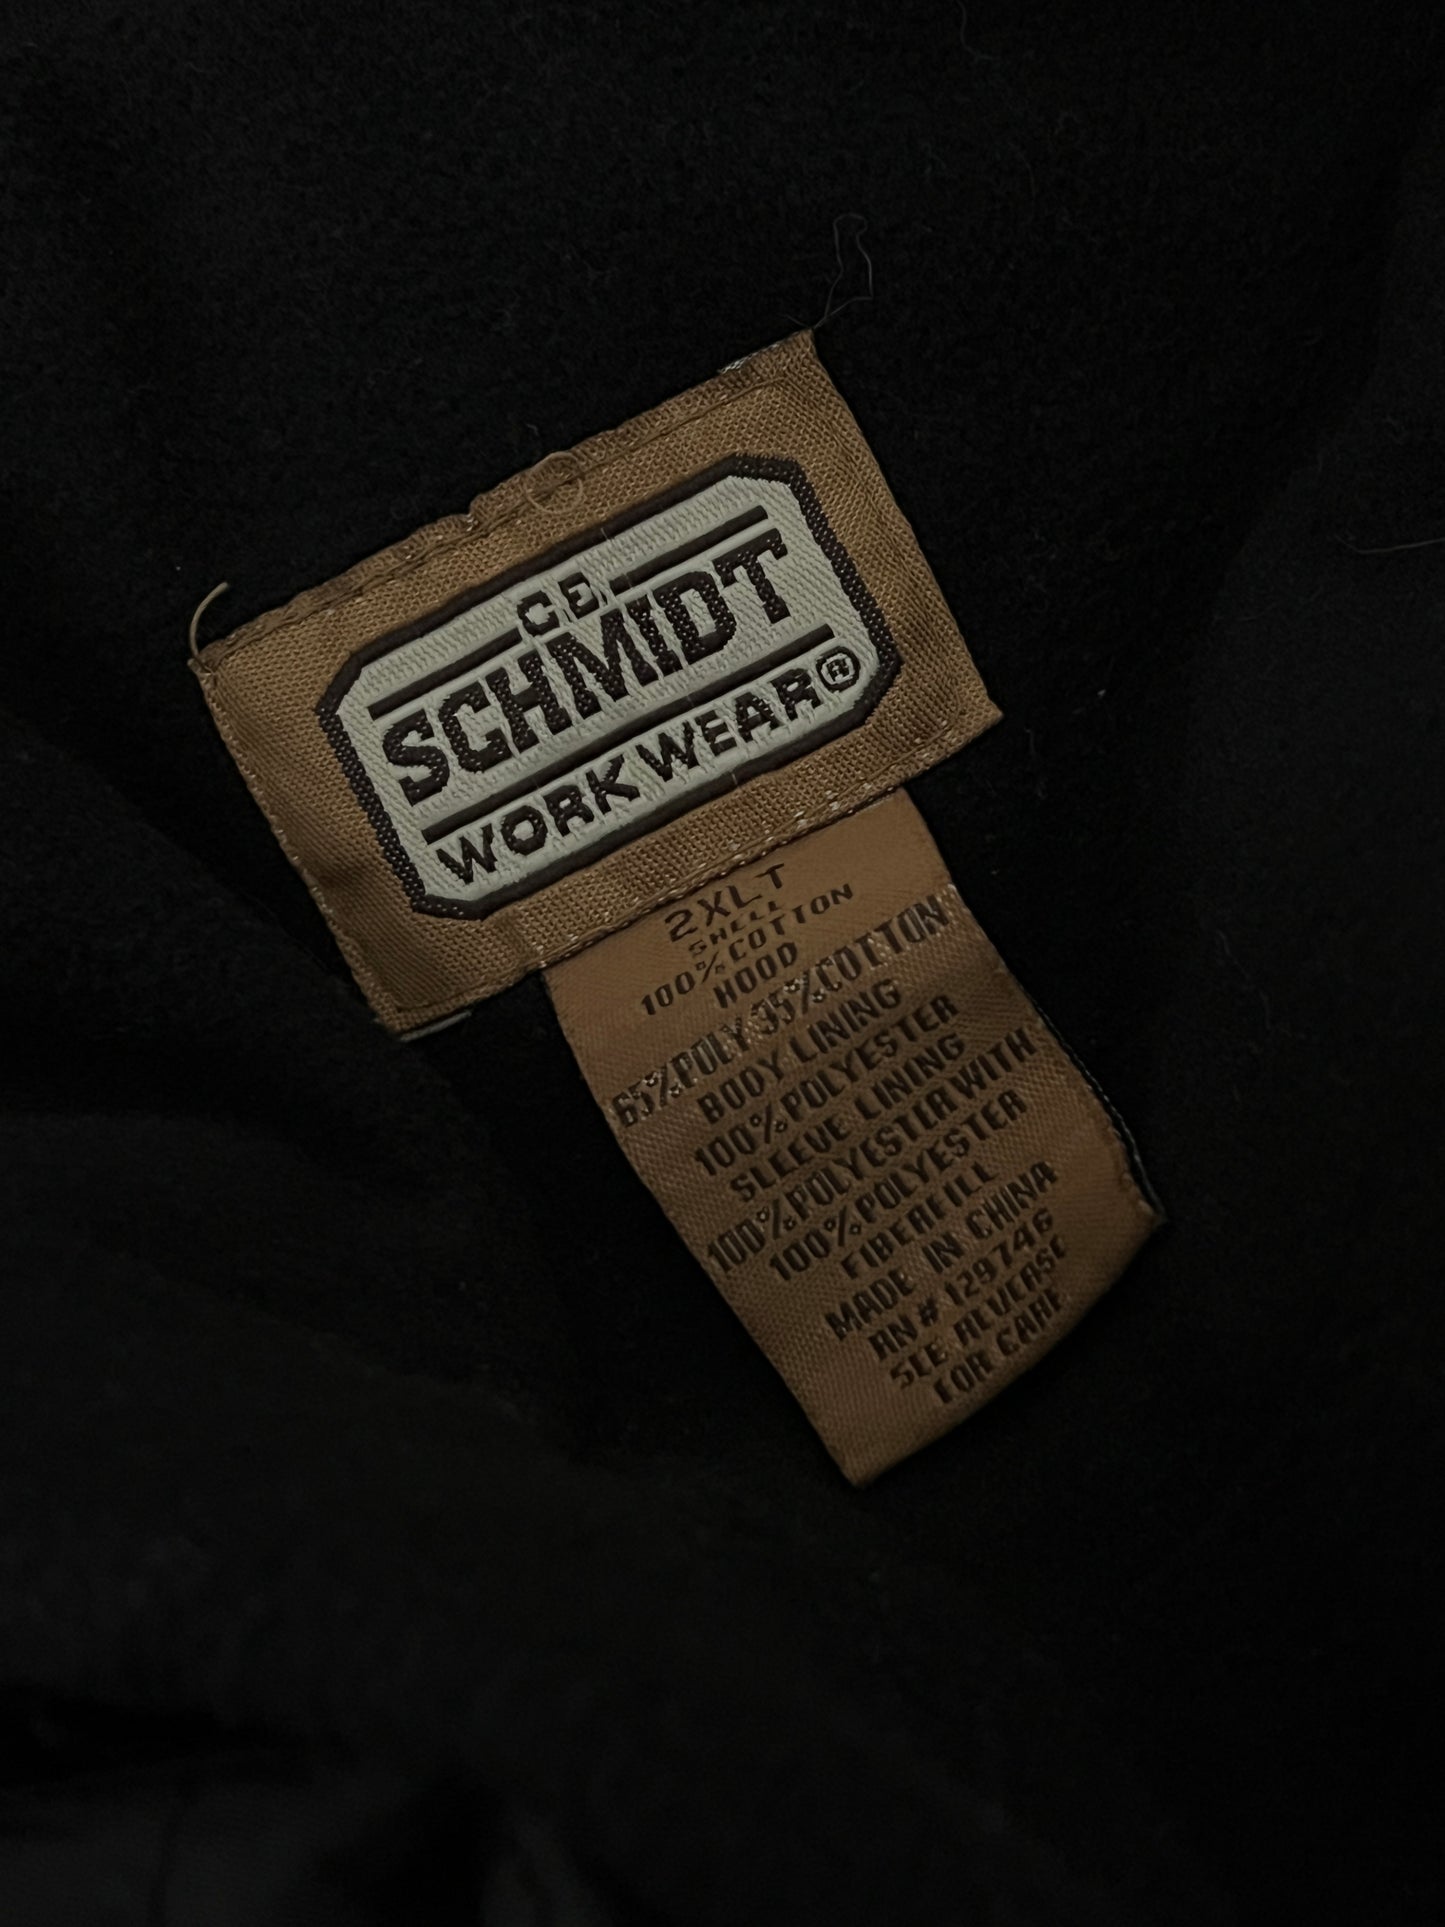 CE
SCHMIDT
WORKWEAR®
2XLT
SHELL
100%COTTON
HOOD
65%POLY 35%COTTON
BODY LINING
100%POLYESTER
SLEEVE LINING
100%POLYESTER WITH
100%POLYESTER
FIBERFILL
MADE IN CHINA
RN# 129746
SEE REVERSE
FOR CARE